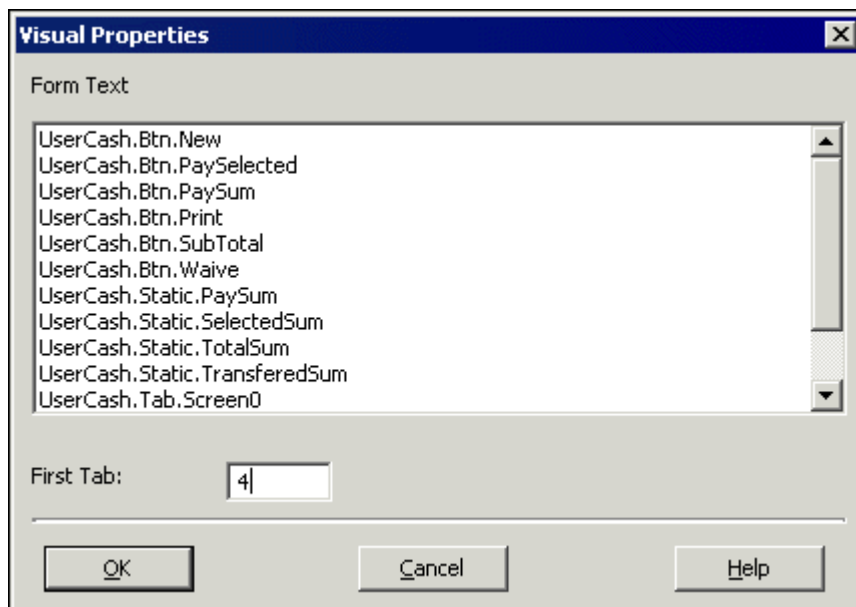 Visual Properties
Form Text
UserCash.Btn.New
UserCash.Btn.PaySelected
UserCash.Btn.PaySum
UserCash.Btn.Print
UserCash.Btn.SubTotal
UserCash.Btn.Waive
UserCash.Static.PaySum
UserCash.Static.SelectedSum
UserCash.Static.TotalSum
UserCash.Static.TransferedSum
UserCash.Tab.Screen0
First Tab: 4
OK Cancel Help